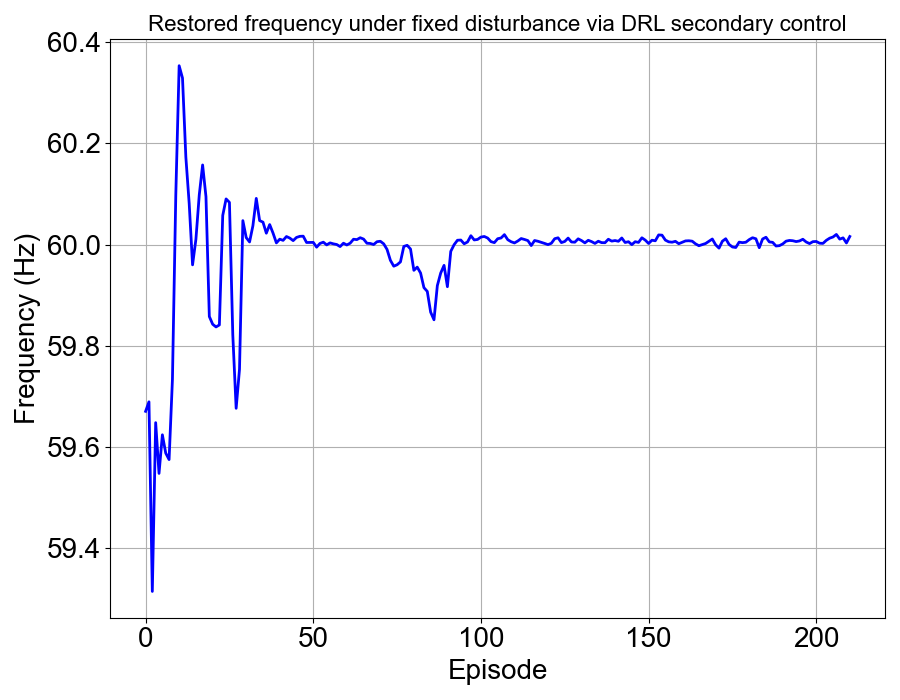 Restored frequency under fixed disturbance via DRL secondary control
60.4
60.2
60.0
59.8
59.6
59.4
Frequency (Hz)
0 50 100 150 200
Episode